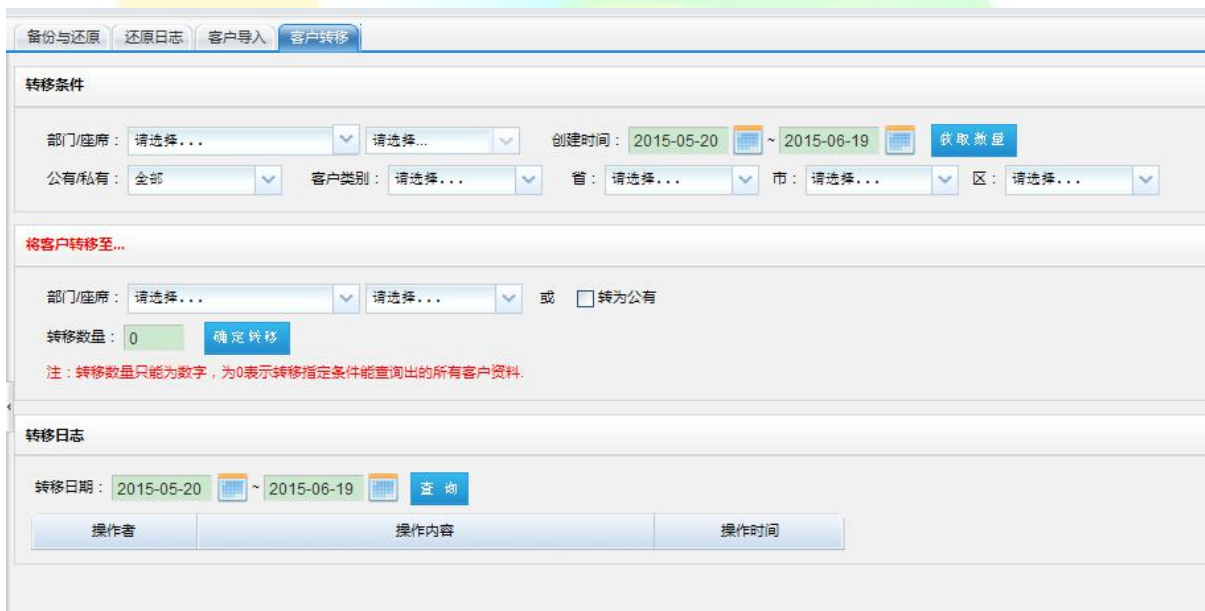 备份与还原 还原日志 客户导入 客户转移
转移条件
部门/座席： 请选择... 请选择... 创建时间： 2015-05-20 ~ 2015-06-19 获取数量
公有/私有： 全部 客户类别： 请选择... 省： 请选择... 市： 请选择... 区： 请选择...
将客户转移至...
部门/座席： 请选择... 请选择... 或 转为公有
转移数量： 0 确定转移
注：转移数量只能为数字，为0表示转移指定条件能查询出的所有客户资料.
转移日志
转移日期： 2015-05-20 ~ 2015-06-19 查 询
操作者 操作内容 操作时间